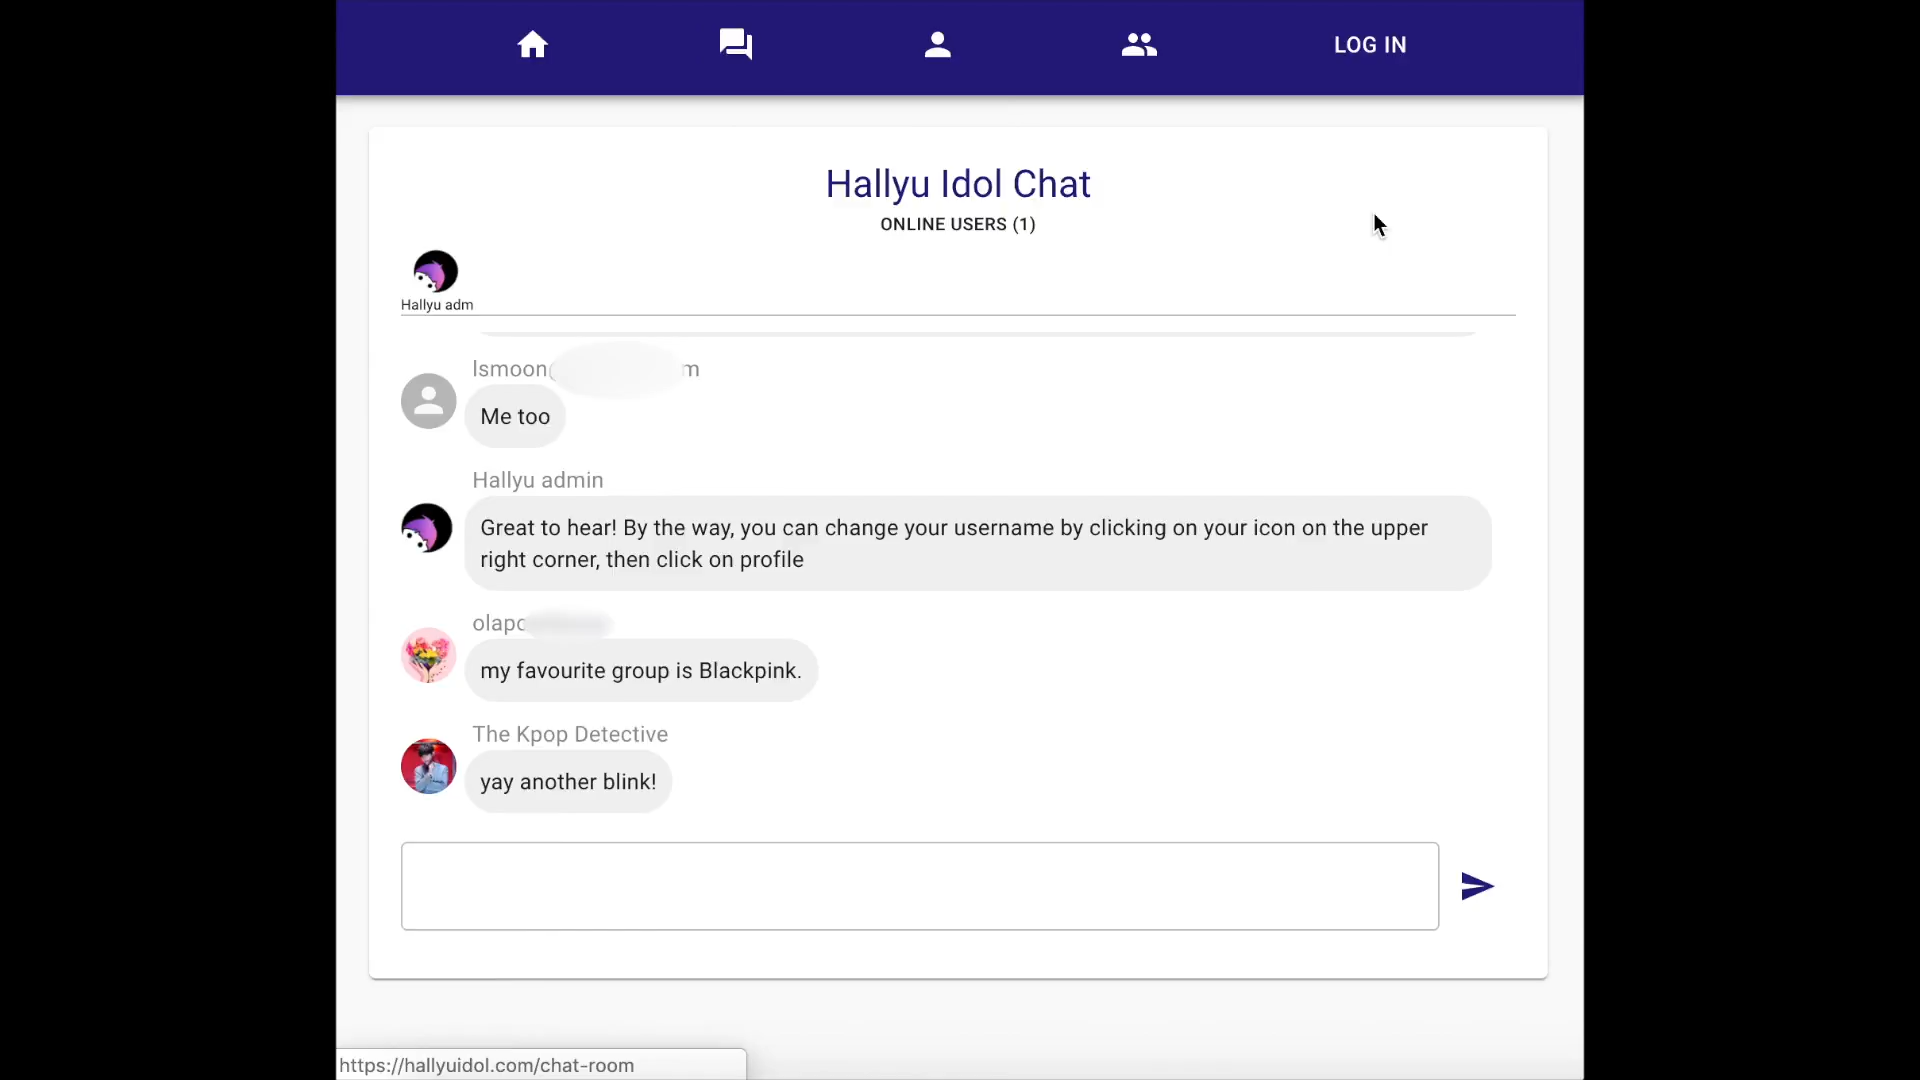 LOG IN
Hallyu Idol Chat
ONLINE USERS (1)
Hallyu adm
Me too
Hallyu admin
Great to hear! By the way, you can change your username by clicking on your icon on the upper
right corner, then click on profile
my favourite group is Blackpink.
The Kpop Detective
yay another blink!
https://hallyuidol.com/chat-room